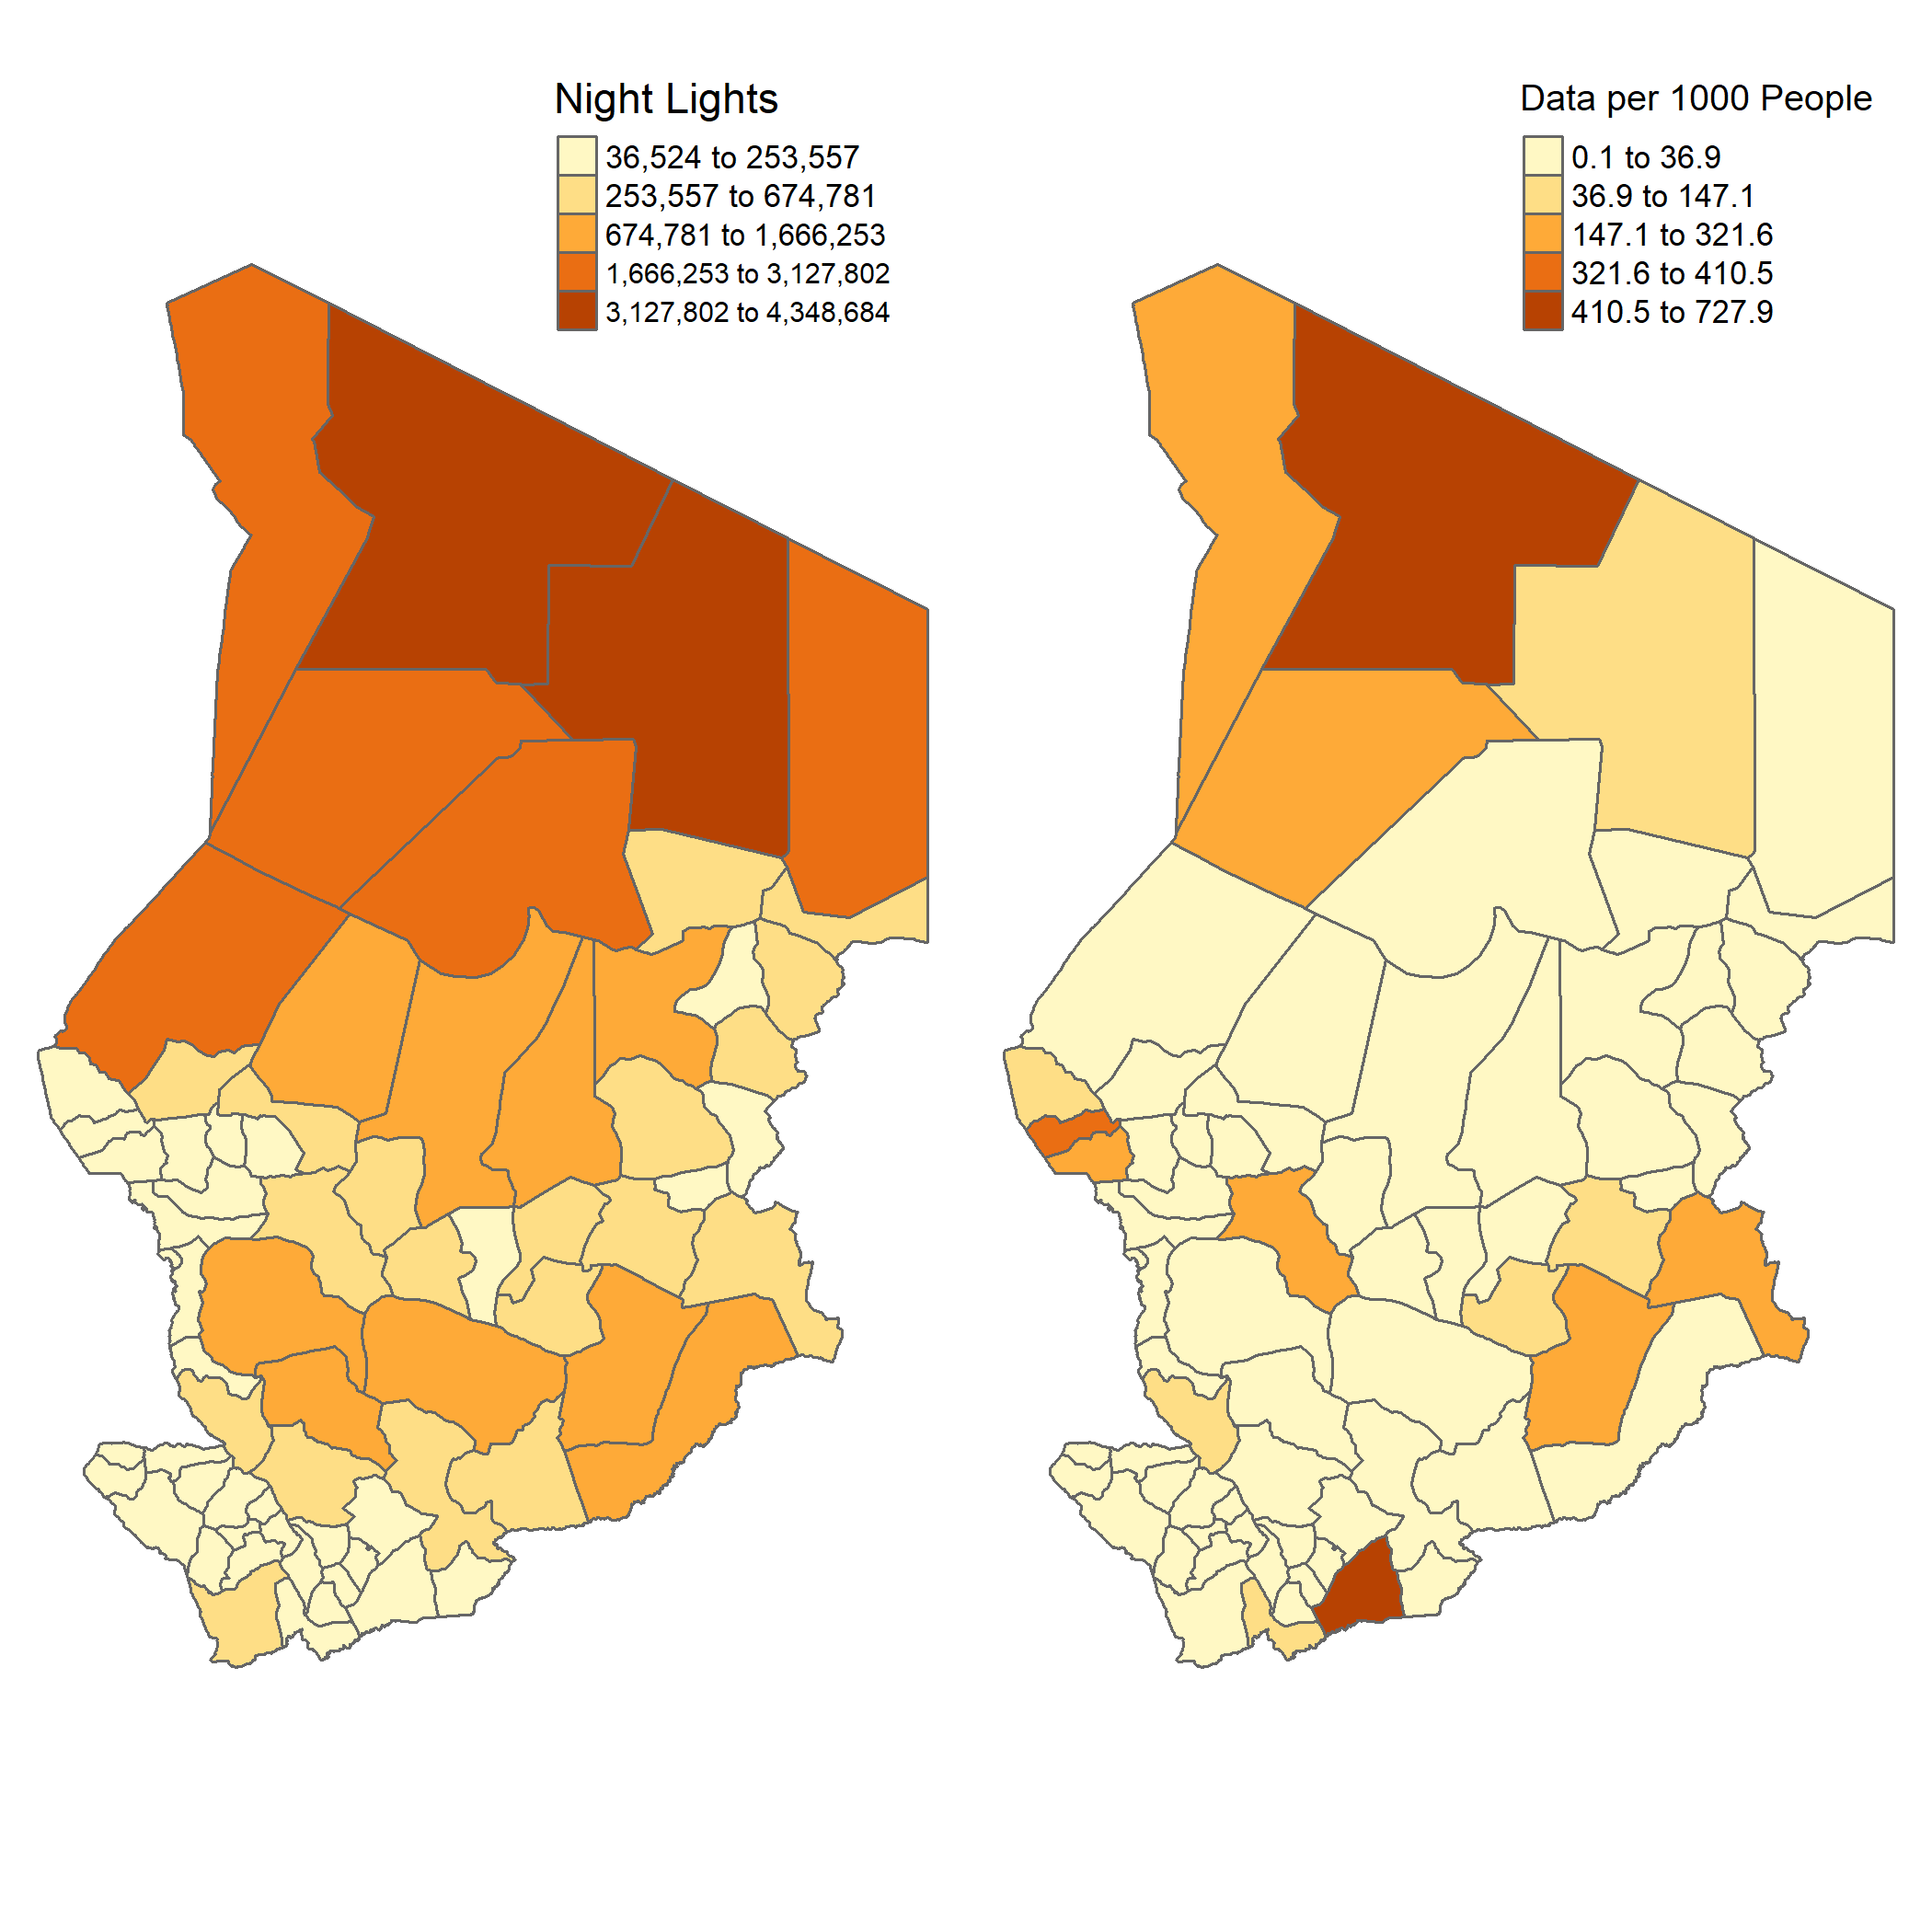 Night Lights
36,524 to 253,557
253,557 to 674,781
674,781 to 1,666,253
1,666,253 to 3,127,802
3,127,802 to 4,348,684
Data per 1000 People
0.1 to 36.9
36.9 to 147.1
147.1 to 321.6
321.6 to 410.5
410.5 to 727.9